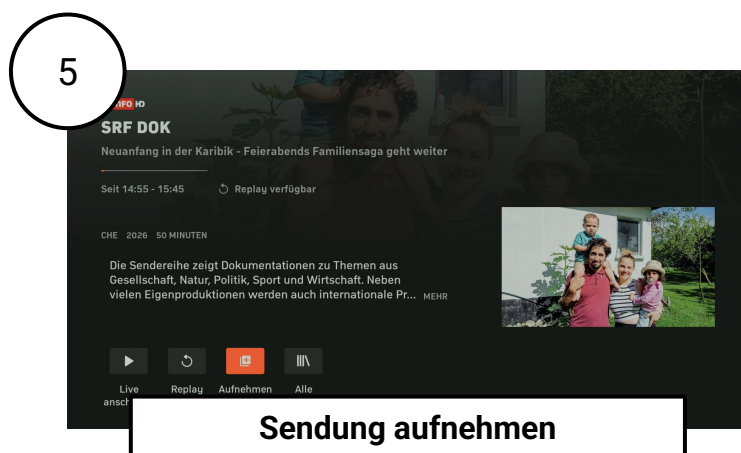 5
HD
SRF DOK
Neuanfang in der Karibik - Feierabends Familiensaga geht weiter
Seit 14:55 - 15:45 Replay verfügbar
CHE 2026 50 MINUTEN
Die Sendereihe zeigt Dokumentationen zu Themen aus
Gesellschaft, Natur, Politik, Sport und Wirtschaft. Neben
vielen Eigenproduktionen werden auch internationale Pr... MEHR
Live Replay Aufnehmen Alle
Sendung aufnehmen